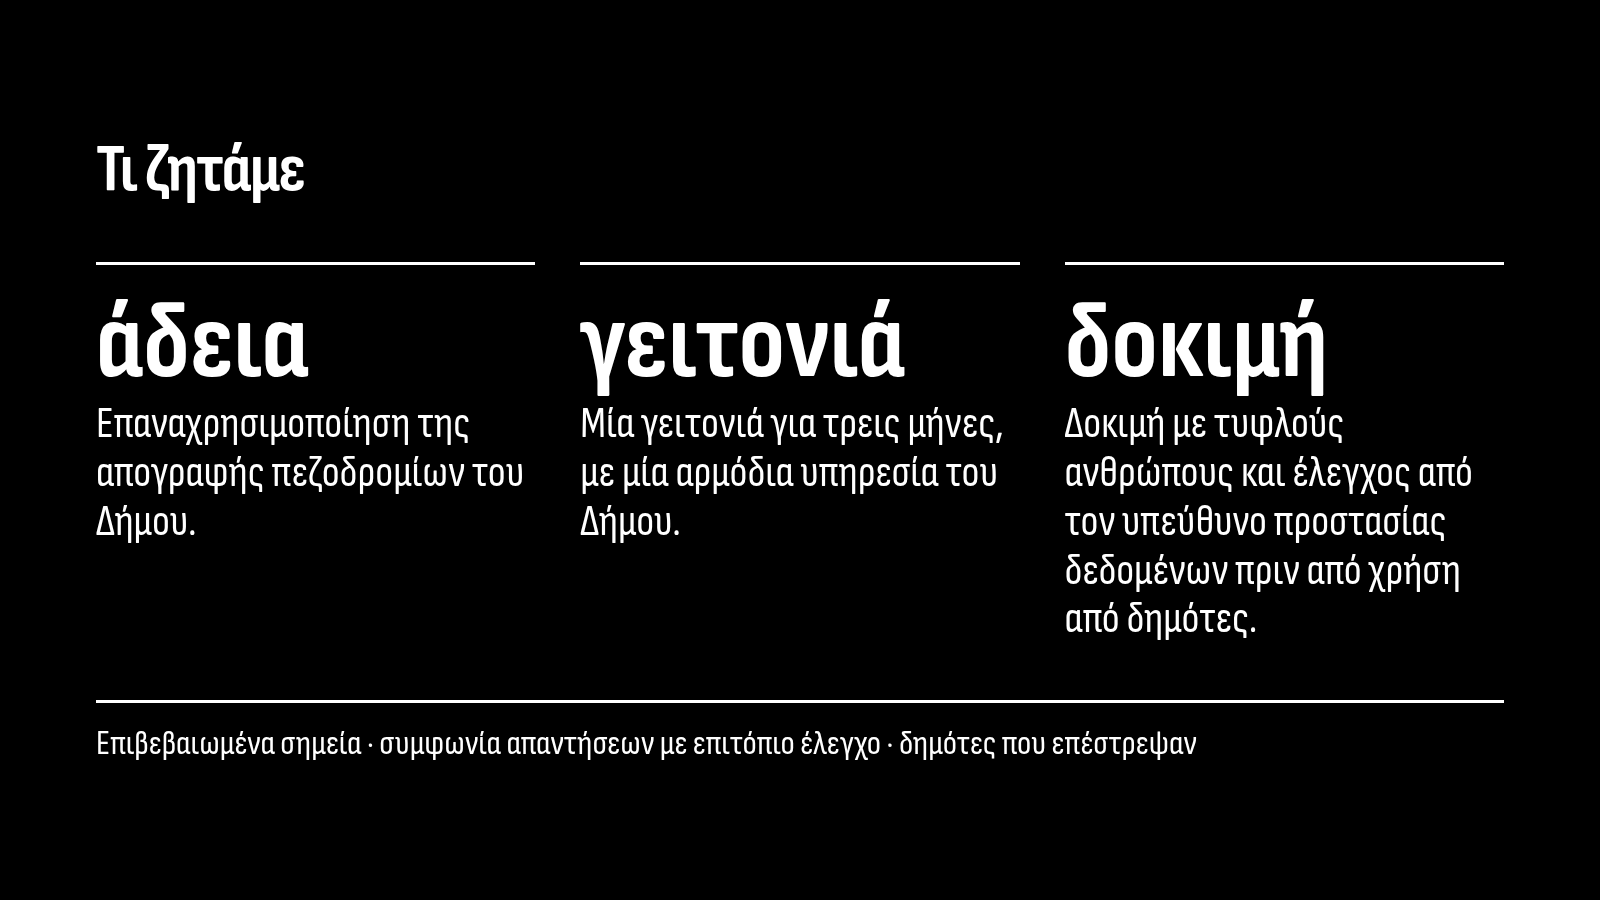 Τι ζητάμε
άδεια
Επαναχρησιμοποίηση της
απογραφής πεζοδρομίων του
Δήμου.
γειτονιά
Μία γειτονιά για τρεις μήνες,
με μία αρμόδια υπηρεσία του
Δήμου.
δοκιμή
Δοκιμή με τυφλούς
ανθρώπους και έλεγχος από
τον υπεύθυνο προστασίας
δεδομένων πριν από χρήση
από δημότες.
Επιβεβαιωμένα σημεία · συμφωνία απαντήσεων με επιτόπιο έλεγχο · δημότες που επέστρεψαν